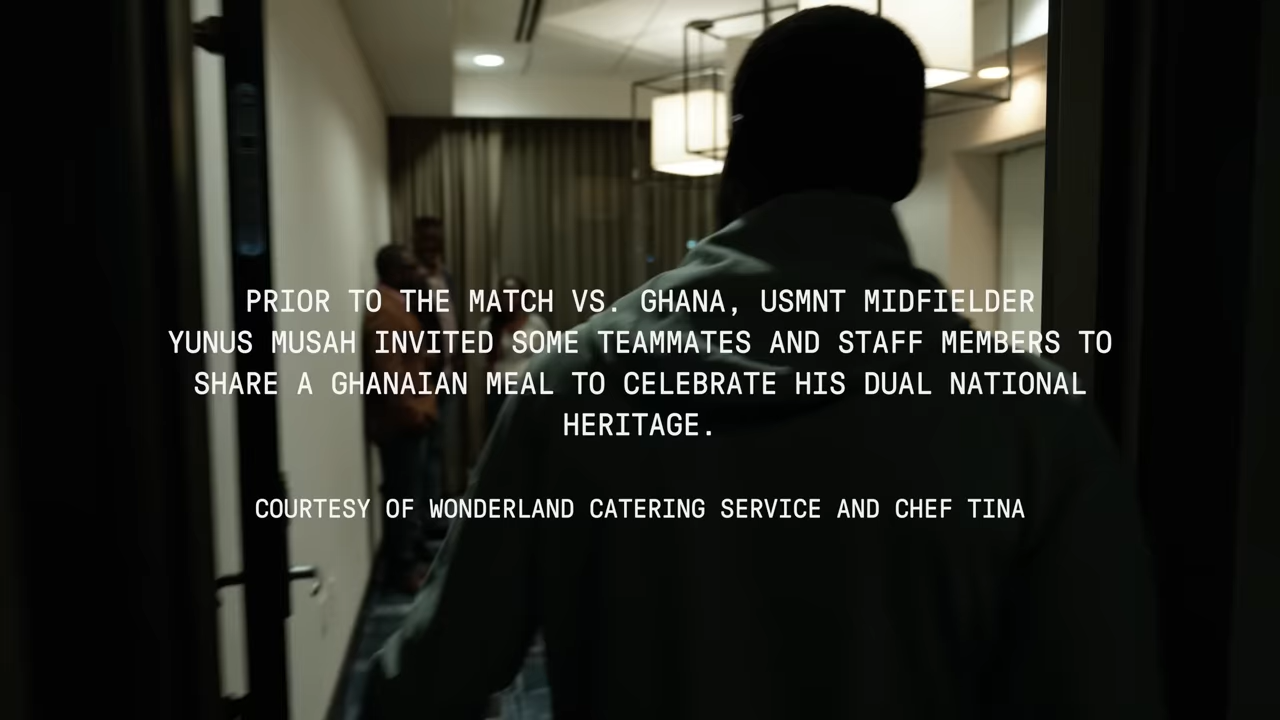 PRIOR TO THE MATCH VS. GHANA, USMNT MIDFIELDER
YUNUS MUSAH INVITED SOME TEAMMATES AND STAFF MEMBERS TO
SHARE A GHANAIAN MEAL TO CELEBRATE HIS DUAL NATIONAL
HERITAGE.
COURTESY OF WONDERLAND CATERING SERVICE AND CHEF TINA